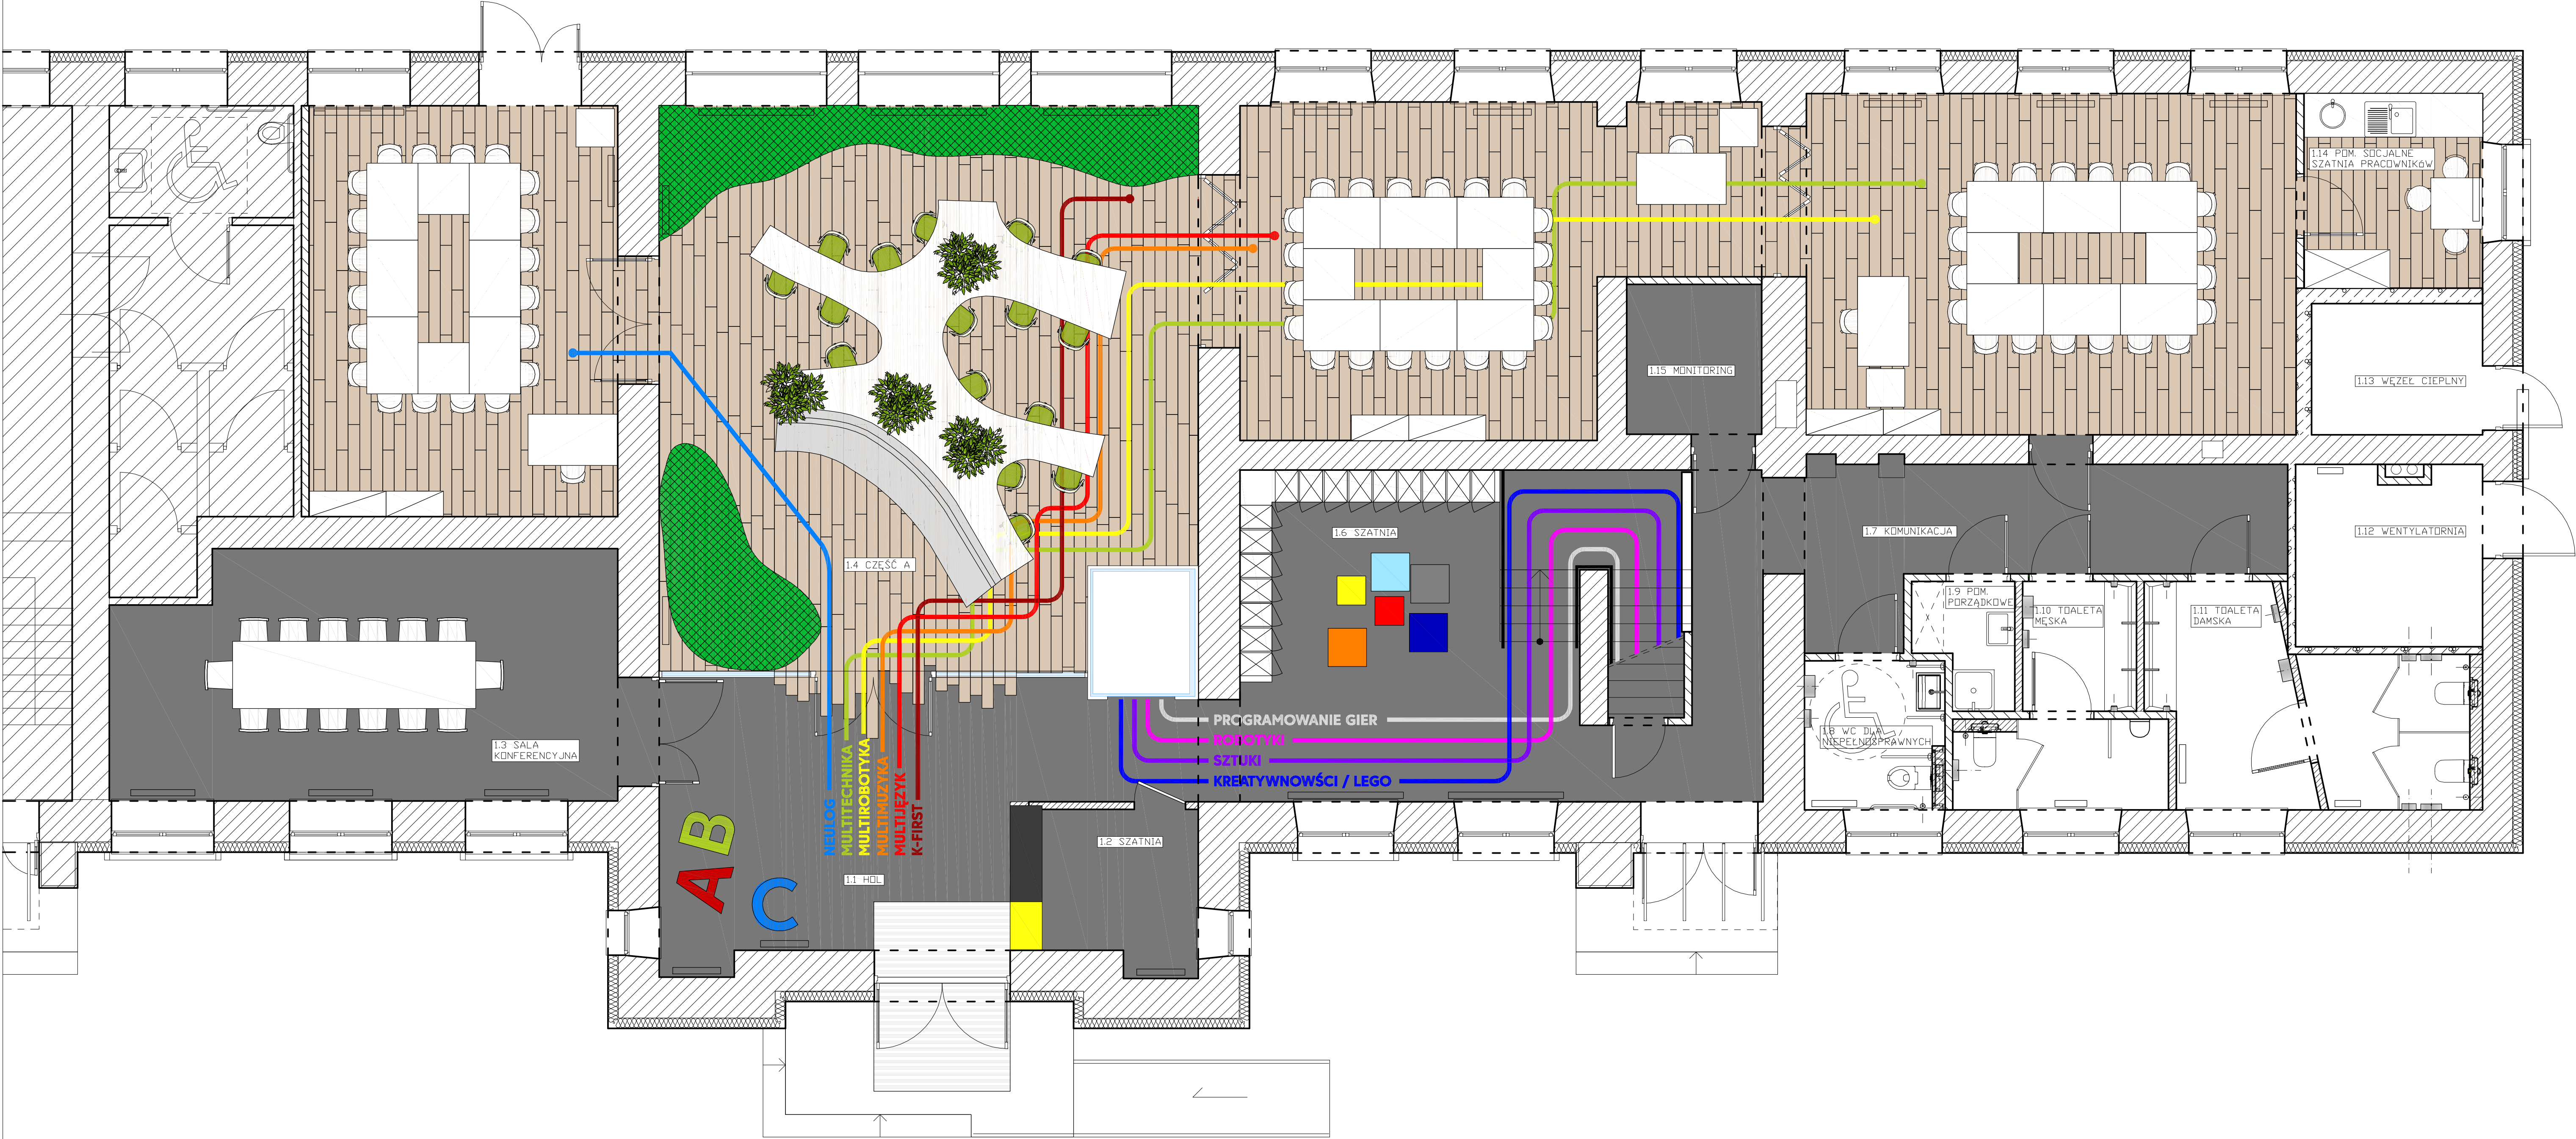 1.14 POM. SOCJALNE
SZATNIA PRACOWNIKÓW
1.15 MONITORING
1.13 WĘZEŁ CIEPLNY
1.6 SZATNIA
1.7 KOMUNIKACJA
1.12 WENTYLATORNIA
1.4 CZĘŚĆ A
1.9 POM.
PORZĄDKOWE
1.10 TOALETA
MĘSKA
1.11 TOALETA
DAMSKA
1.3 SALA
KONFERENCYJNA
PROGRAMOWANIE GIER
ROBOTYKI
SZTUKI
KREATYWNOWŚCI / LEGO
1.8 WC DLA
NIEPEŁNOSPRAWNYCH
NEULOG
MULTITECHNIKA
MULTIROBOTYKA
MULTIMUZYKA
MULTIJĘZYK
K-FIRST
A
B
C
1.2 SZATNIA
1.1 HOL